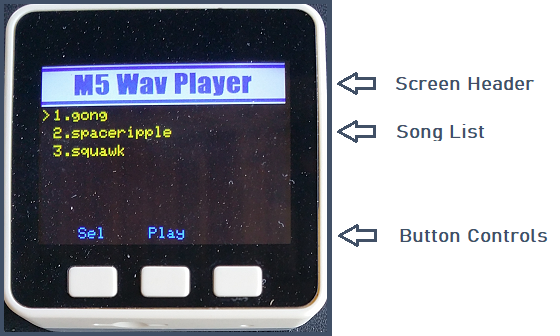 M5 Wav Player
Screen Header
>1.gong
2.spaceripple
3.squawk
Song List
Sel Play
Button Controls